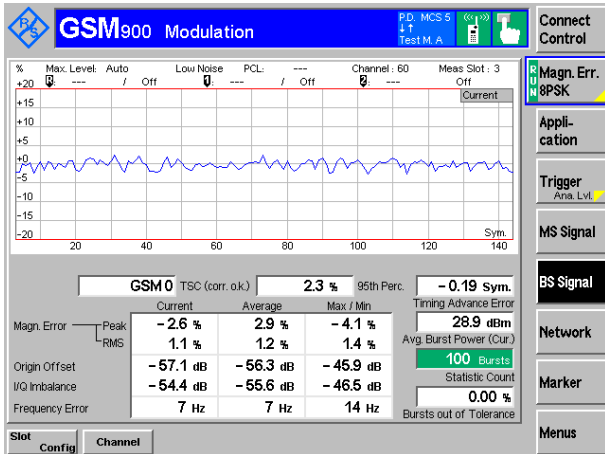 R&S GSM900 Modulation P.D. MCS 5 Test M. A Connect Control
% Max. Level: Auto Low Noise PCL: --- Channel : 60 Meas Slot : 3
1: --- / Off 1: --- / Off 2: --- Off
Current
+20
+15
+10
+5
+0
-5
-10
-15
-20 Sym.
20 40 60 80 100 120 140
GSM 0 TSC (corr. o.k.) 2.3 % 95th Perc. - 0.19 Sym.
Timing Advance Error
Current Average Max / Min
Magn. Error Peak - 2.6 % 2.9 % - 4.1 % 28.9 dBm
Avg. Burst Power (Cur.)
RMS 1.1 % 1.2 % 1.4 %
Origin Offset - 57.1 dB - 56.3 dB - 45.9 dB 100 Bursts
Statistic Count
I/Q Imbalance - 54.4 dB - 55.6 dB - 46.5 dB
0.00 %
Frequency Error 7 Hz 7 Hz 14 Hz
Bursts out of Tolerance
RUN Magn. Err. 8PSK
Appli-
cation
Trigger
Ana. Lvl.
MS Signal
BS Signal
Network
Marker
Menus
Slot Config Channel